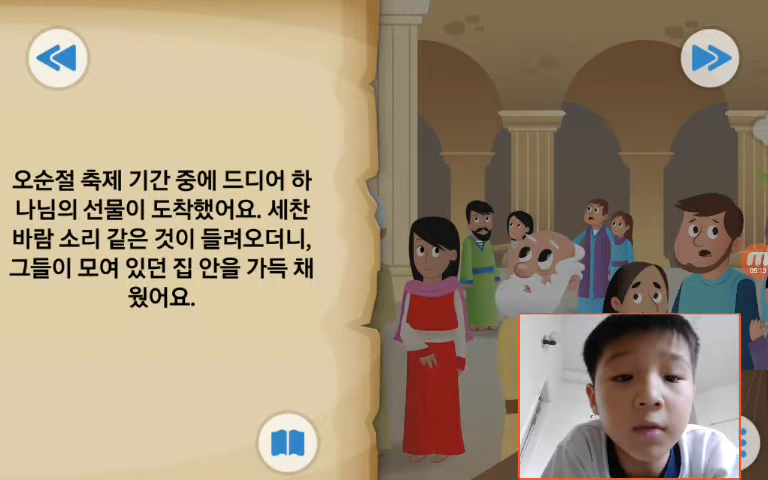 오순절 축제 기간 중에 드디어 하
나님의 선물이 도착했어요. 세찬
바람 소리 같은 것이 들려오더니,
그들이 모여 있던 집 안을 가득 채
웠어요.
05:13